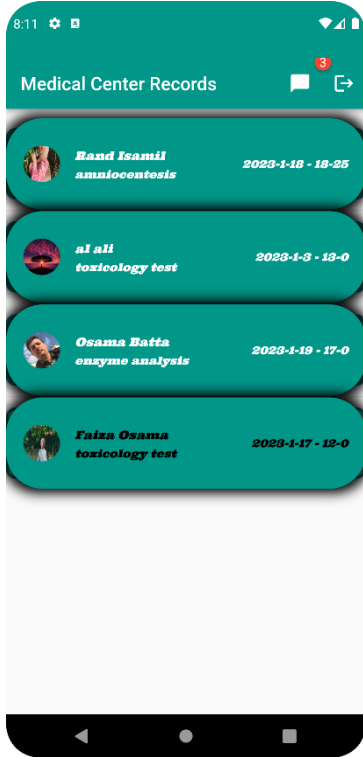 8:11
3
Medical Center Records
Rand Isamil
amniocentesis
2023-1-18 - 18-25
al ali
toxicology test
2023-1-3 - 13-0
Osama Batta
enzyme analysis
2023-1-19 - 17-0
Faiza Osama
toxicology test
2023-1-17 - 12-0